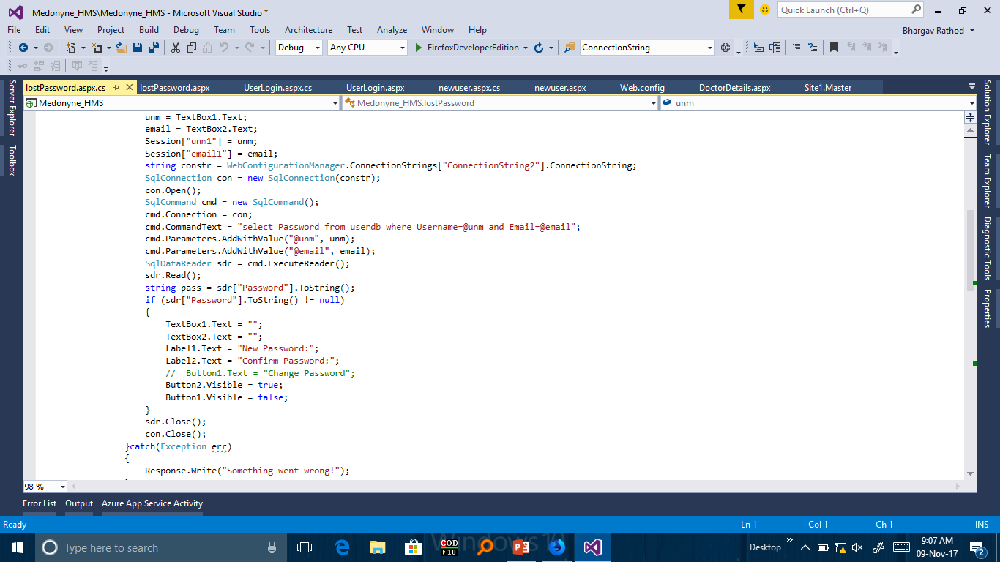 Medonyne_HMS\Medonyne_HMS - Microsoft Visual Studio *
Quick Launch (Ctrl+Q)
File Edit View Project Build Debug Team Tools Architecture Test Analyze Window Help
Bhargav Rathod
Debug Any CPU FirefoxDeveloperEdition ConnectionString
lostPassword.aspx.cs lostPassword.aspx UserLogin.aspx.cs UserLogin.aspx newuser.aspx.cs newuser.aspx Web.config DoctorDetails.aspx Site1.Master
Medonyne_HMS Medonyne_HMS.lostPassword unm
Server Explorer
Toolbox
unm = TextBox1.Text;
email = TextBox2.Text;
Session["unm1"] = unm;
Session["email1"] = email;
string constr = WebConfigurationManager.ConnectionStrings["ConnectionString2"].ConnectionString;
SqlConnection con = new SqlConnection(constr);
con.Open();
SqlCommand cmd = new SqlCommand();
cmd.Connection = con;
cmd.CommandText = "select Password from userdb where Username=@unm and Email=@email";
cmd.Parameters.AddWithValue("@unm", unm);
cmd.Parameters.AddWithValue("@email", email);
SqlDataReader sdr = cmd.ExecuteReader();
sdr.Read();
string pass = sdr["Password"].ToString();
if (sdr["Password"].ToString() != null)
{
TextBox1.Text = "";
TextBox2.Text = "";
Label1.Text = "New Password:";
Label2.Text = "Confirm Password:";
//  Button1.Text = "Change Password";
Button2.Visible = true;
Button1.Visible = false;
}
sdr.Close();
con.Close();
}catch(Exception err)
{
Response.Write("Something went wrong!");
Solution Explorer
Team Explorer
Diagnostic Tools
Properties
98 %
Error List Output Azure App Service Activity
Ready Ln 1 Col 1 Ch 1 INS
Type here to search
COD
10
Windows 10
Desktop
9:07 AM
09-Nov-17
2